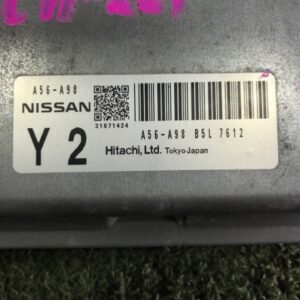 A56-A98
NISSAN
31871424
A56-A98 B5L 7612
Y 2
Hitachi, Ltd. Tokyo Japan